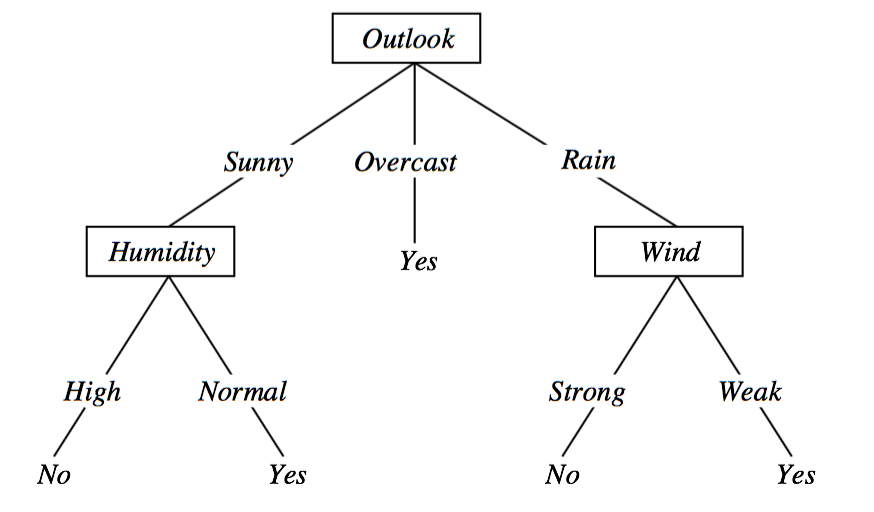 Outlook
Sunny Overcast Rain
Humidity Yes Wind
High Normal Strong Weak
No Yes No Yes